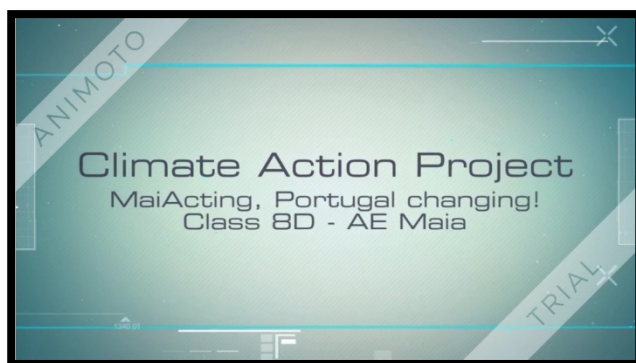 ANIMOTO
Climate Action Project
MaiActing, Portugal changing!
Class 8D - AE Maia
TRIAL